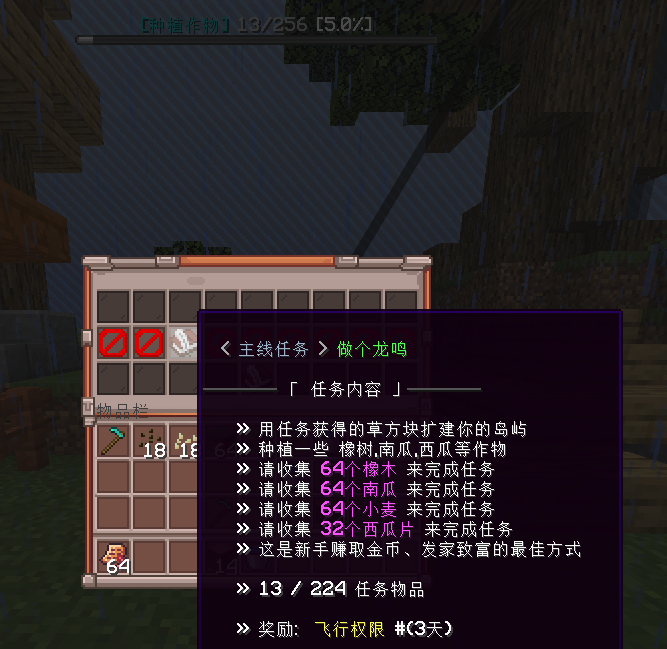 [种植作物] 13/256 [5.0%]
< 主线任务 > 做个龙鸣
「 任务内容 」
» 用任务获得的草方块扩建你的岛屿
» 种植一些 橡树,南瓜,西瓜等作物
» 请收集 64个橡木 来完成任务
» 请收集 64个南瓜 来完成任务
» 请收集 64个小麦 来完成任务
» 请收集 32个西瓜片 来完成任务
» 这是新手赚取金币、发家致富的最佳方式
» 13 / 224 任务物品
» 奖励: 飞行权限 #(3天)
物品栏
18 18 64
64 14